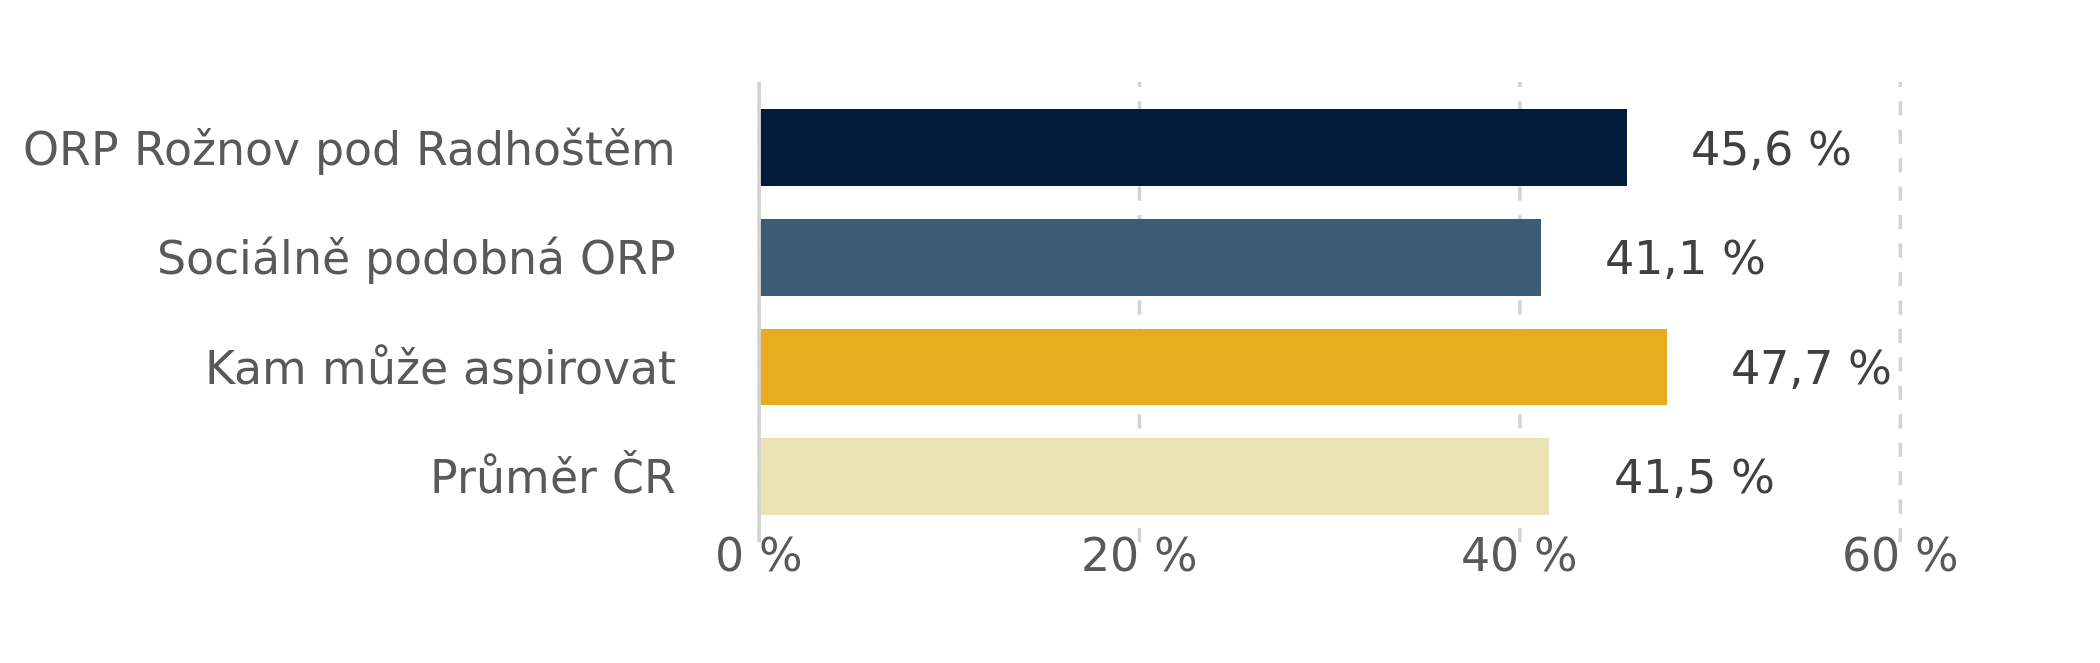 ORP Rožnov pod Radhoštěm 45,6 %
Sociálně podobná ORP 41,1 %
Kam může aspirovat 47,7 %
Průměr ČR 41,5 %
0 % 20 % 40 % 60 %